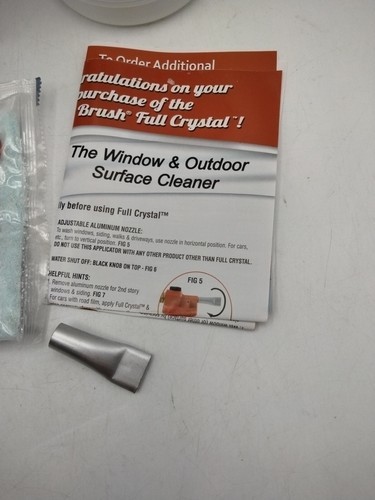 To Order Additional
ratulations on your
urchase of the
Brush® Full Crystal™!
The Window & Outdoor
Surface Cleaner
lly before using Full Crystal™
ADJUSTABLE ALUMINUM NOZZLE:
To wash windows, siding, walks & driveways, use nozzle in horizontal position. For cars,
etc., turn to vertical position. FIG 5
DO NOT USE THIS APPLICATOR WITH ANY OTHER PRODUCT OTHER THAN FULL CRYSTAL.
WATER SHUT OFF: BLACK KNOB ON TOP - FIG 6
HELPFUL HINTS:
Remove aluminum nozzle for 2nd story
windows & siding. FIG 7
For cars with road film, apply Full Crystal™ &
FIG 5